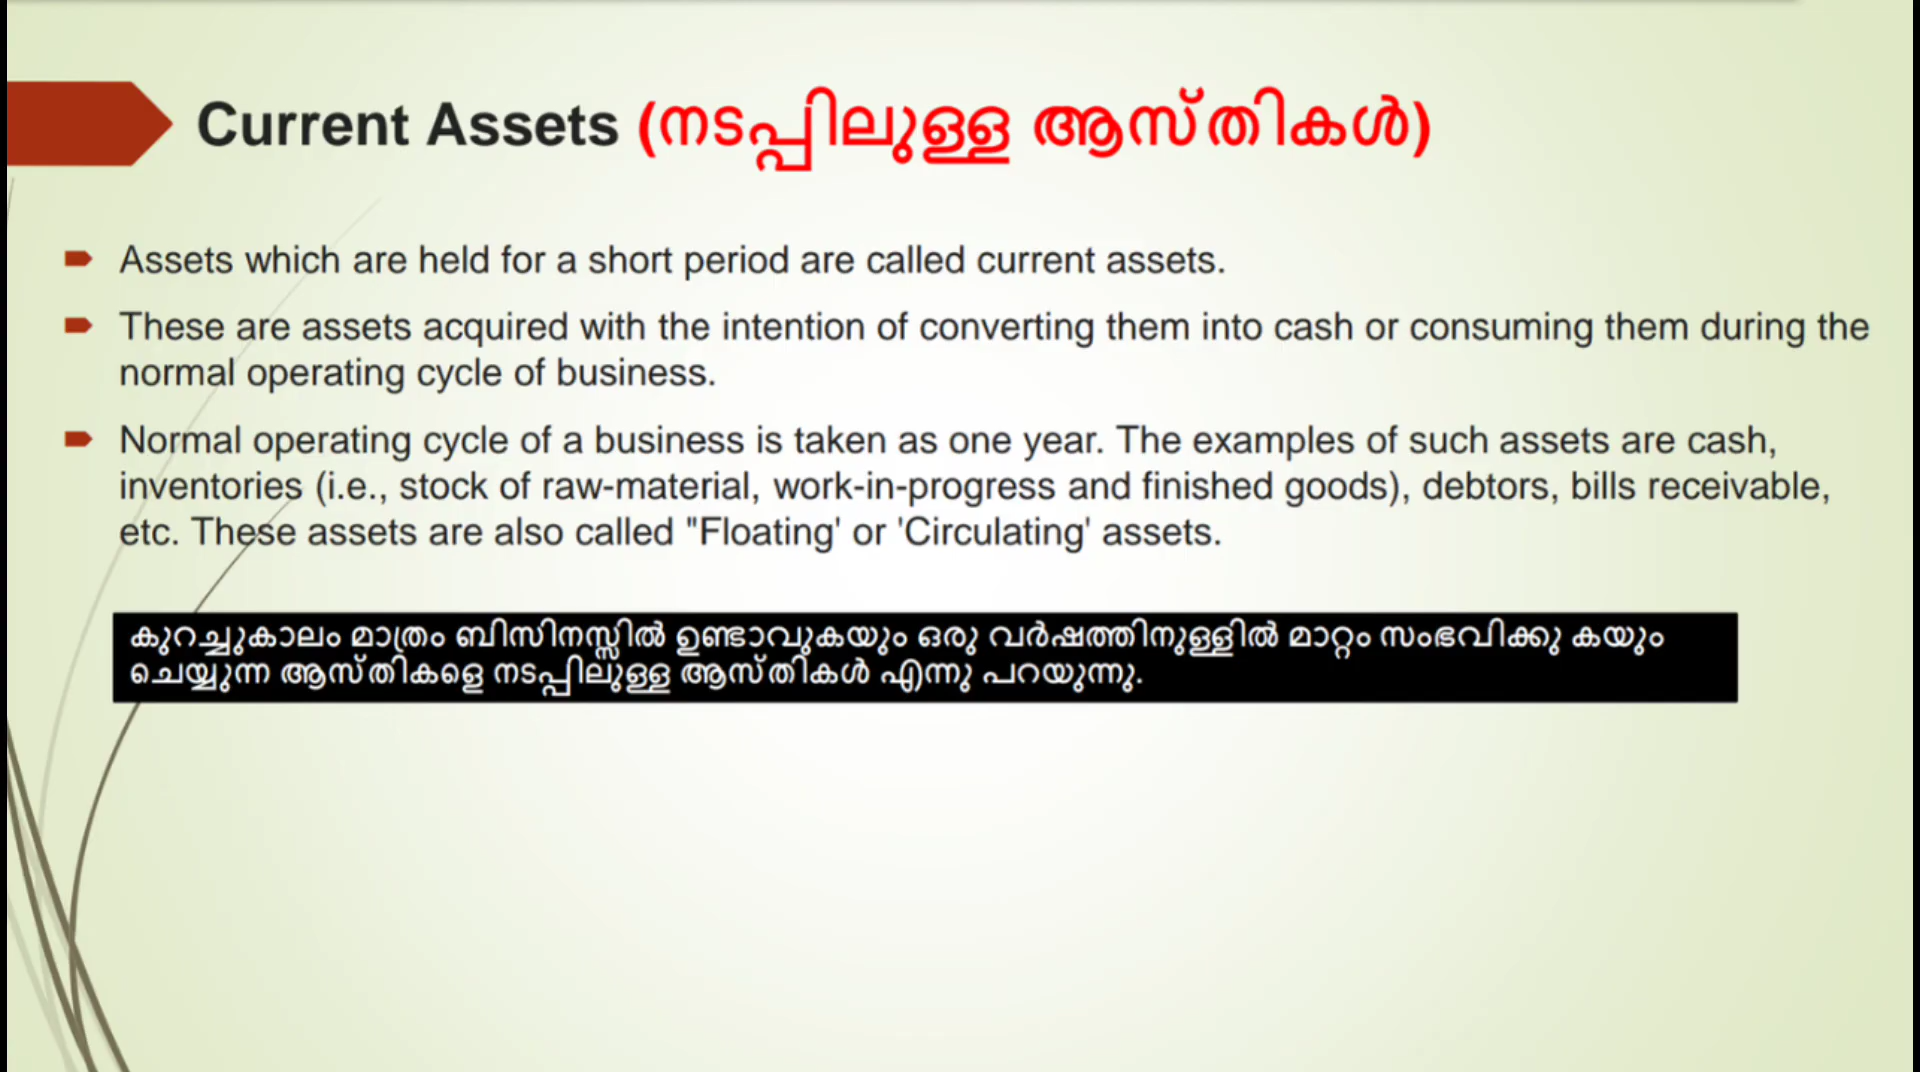 Current Assets (നടപ്പിലുള്ള ആസ്തികൾ)
Assets which are held for a short period are called current assets.
These are assets acquired with the intention of converting them into cash or consuming them during the
normal operating cycle of business.
Normal operating cycle of a business is taken as one year. The examples of such assets are cash,
inventories (i.e., stock of raw-material, work-in-progress and finished goods), debtors, bills receivable,
etc. These assets are also called "Floating' or 'Circulating' assets.
കുറച്ചുകാലം മാത്രം ബിസിനസ്സിൽ ഉണ്ടാവുകയും ഒരു വർഷത്തിനുള്ളിൽ മാറ്റം സംഭവിക്കു കയും
ചെയ്യുന്ന ആസ്തികളെ നടപ്പിലുള്ള ആസ്തികൾ എന്നു പറയുന്നു.